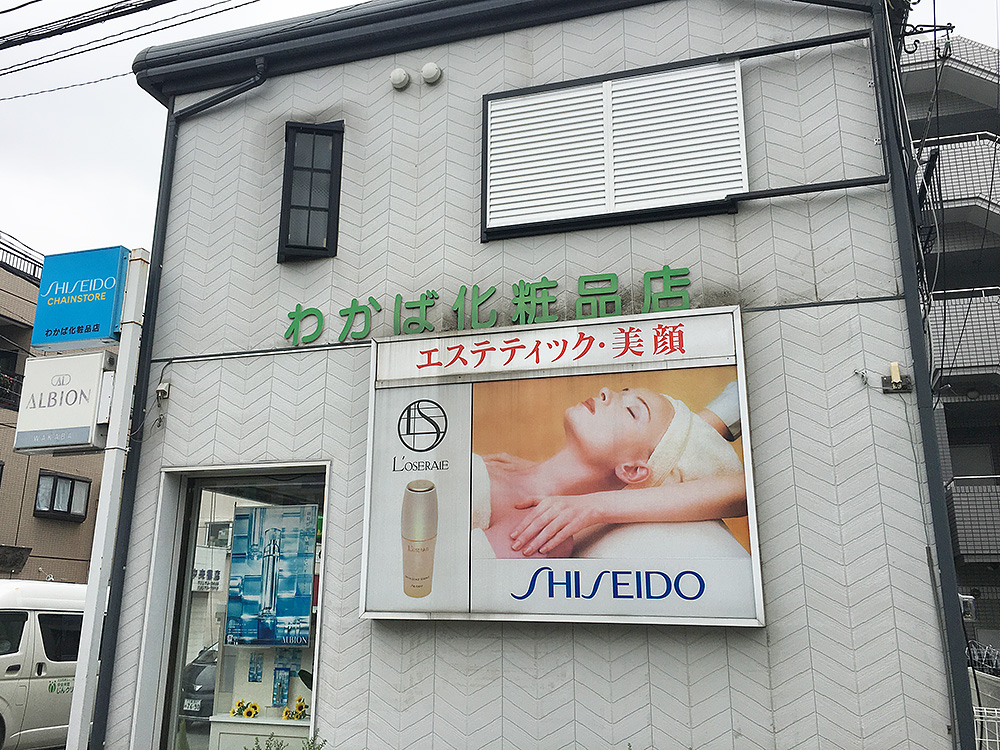 SHISEIDO
CHAINSTORE
わかば化粧品店
ALBION
WAKABA
わかば化粧品店
エステティック・美顔
L'OSERAIE
SHISEIDO
ALBION